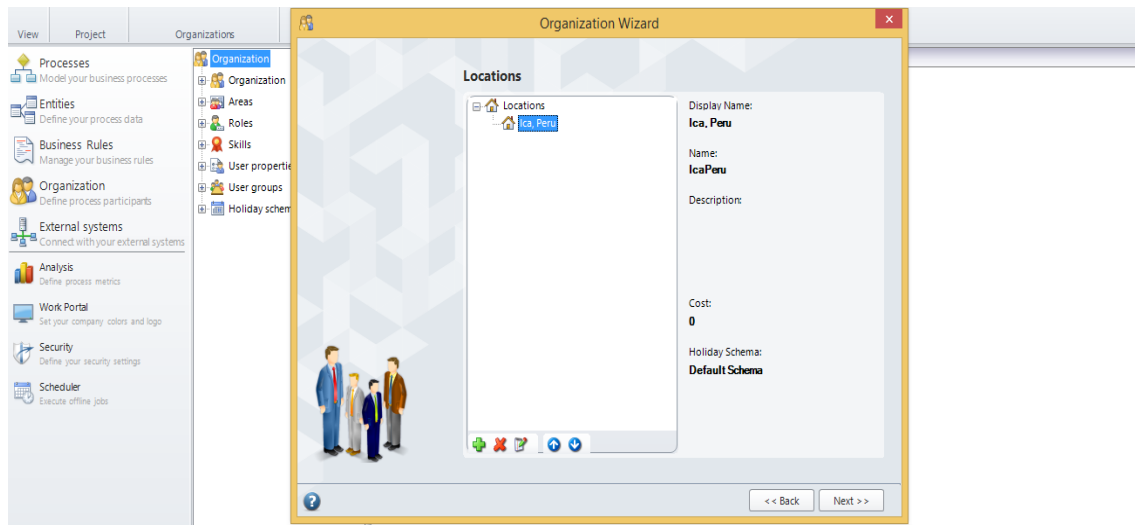 Organization Wizard
View
Project
Organizations
Processes
Model your business processes
Entities
Define your process data
Business Rules
Manage your business rules
Organization
Define process participants
External systems
Connect with your external systems
Analysis
Define process metrics
Work Portal
Set your company colors and logo
Security
Define your security settings
Scheduler
Execute offline jobs
Organization
Organization
Areas
Roles
Skills
User propertie
User groups
Holiday schem
Locations
Locations
Ica, Peru
Display Name:
Ica, Peru
Name:
IcaPeru
Description:
Cost:
0
Holiday Schema:
Default Schema
<< Back
Next >>